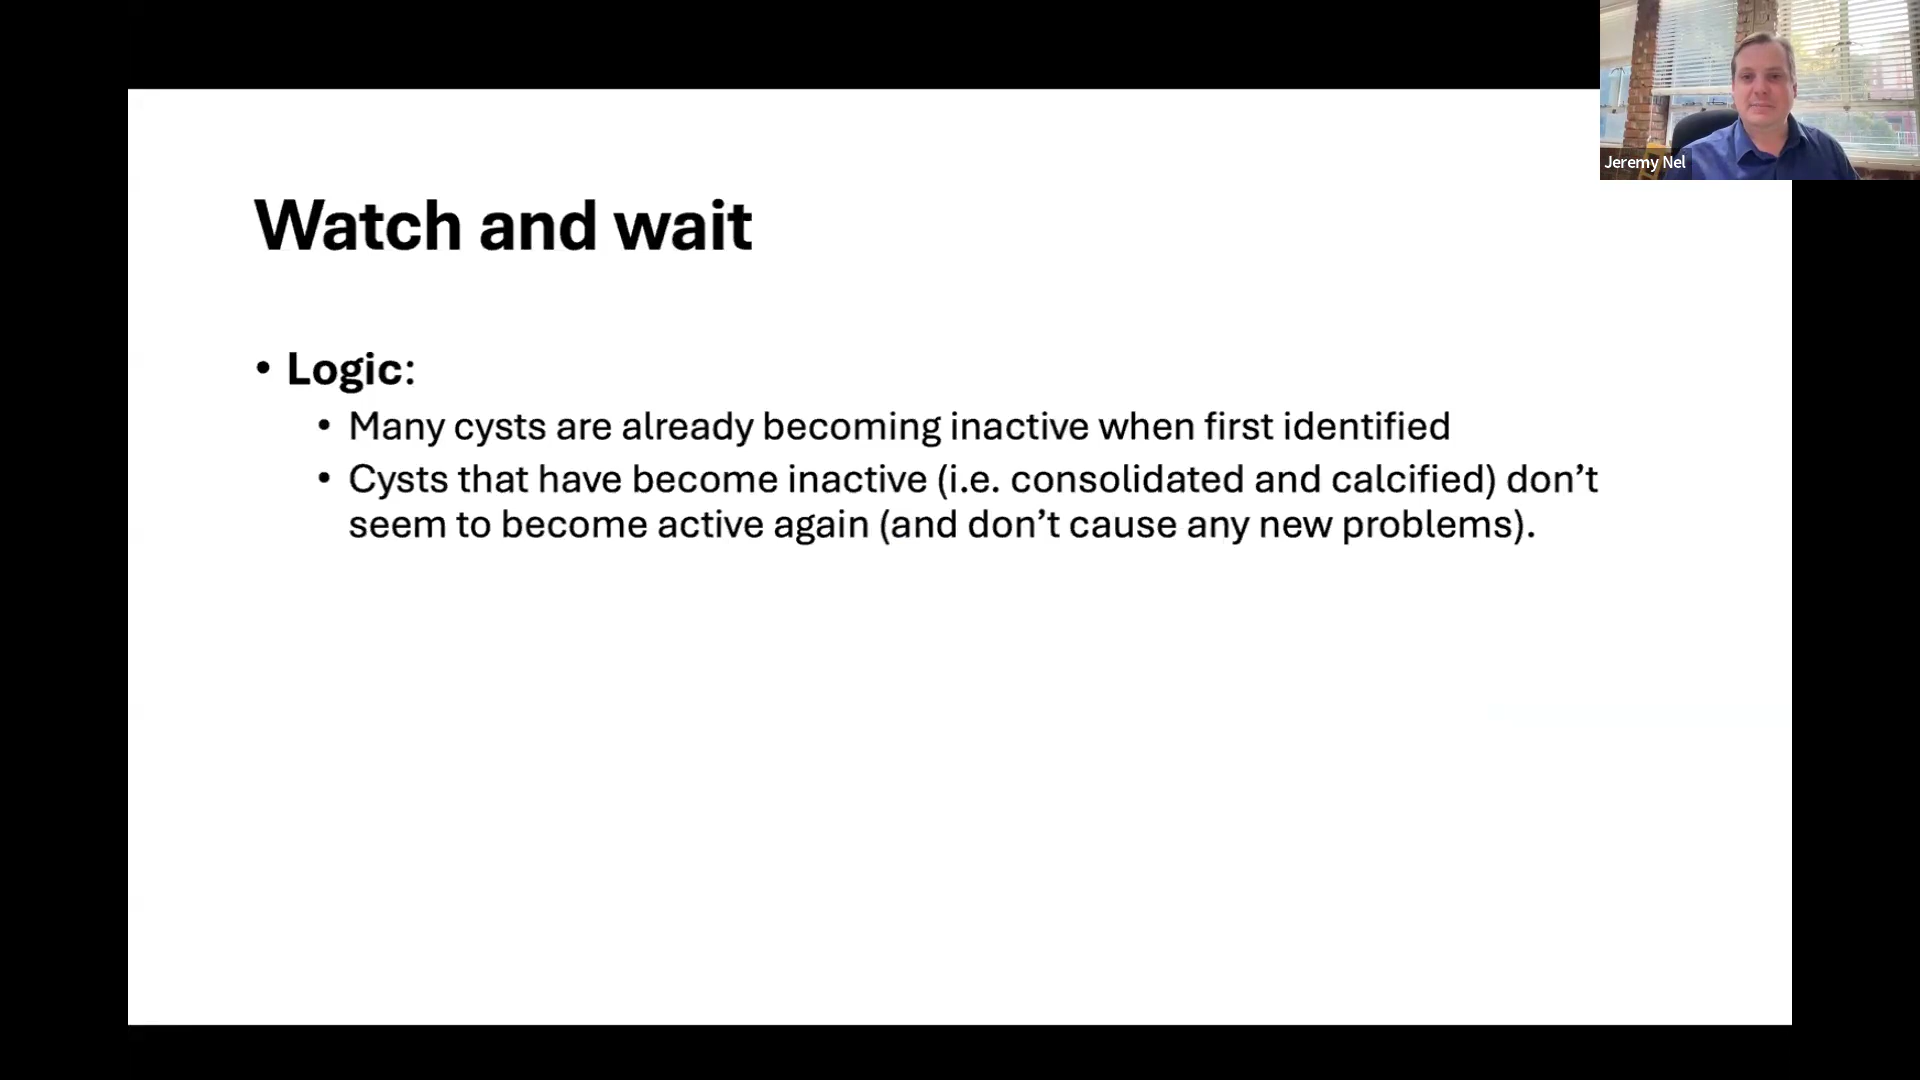 Jeremy Nel
Watch and wait
• Logic:
• Many cysts are already becoming inactive when first identified
• Cysts that have become inactive (i.e. consolidated and calcified) don’t
seem to become active again (and don’t cause any new problems).